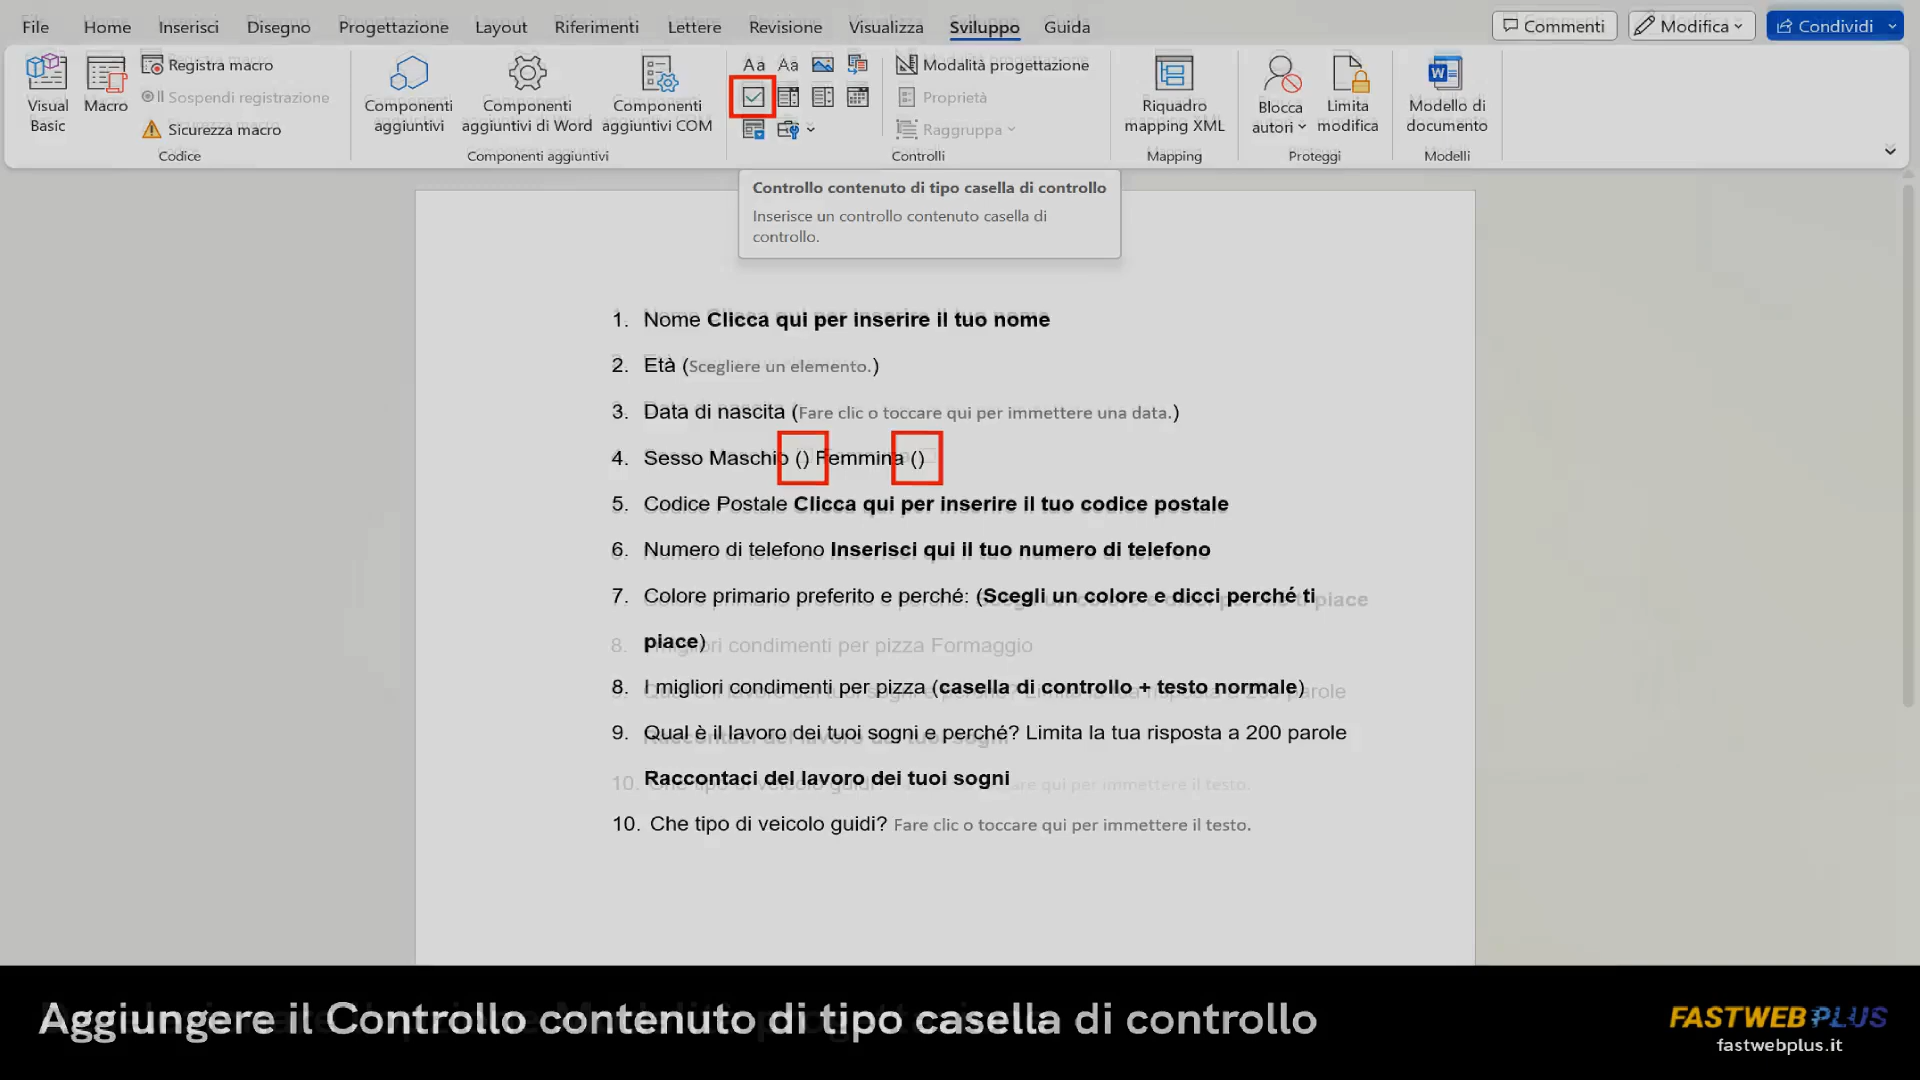 File Home Inserisci Disegno Progettazione Layout Riferimenti Lettere Revisione Visualizza Sviluppo Guida Commenti Modifica Condividi
Visual Basic
Macro
Registra macro
Sospendi registrazione
Sicurezza macro
Codice
Componenti aggiuntivi
Componenti aggiuntivi di Word
Componenti aggiuntivi COM
Componenti aggiuntivi
Aa Aa
Modalità progettazione
Proprietà
Raggruppa
Controlli
Riquadro mapping XML
Mapping
Blocca autori
Limita modifica
Proteggi
Modello di documento
Modelli
Controllo contenuto di tipo casella di controllo
Inserisce un controllo contenuto casella di
controllo.
1. Nome Clicca qui per inserire il tuo nome
2. Età (Scegliere un elemento.)
3. Data di nascita (Fare clic o toccare qui per immettere una data.)
4. Sesso Maschio () Femmina ()
5. Codice Postale Clicca qui per inserire il tuo codice postale
6. Numero di telefono Inserisci qui il tuo numero di telefono
7. Colore primario preferito e perché: (Scegli un colore e dicci perché ti
piace)
8. I migliori condimenti per pizza (casella di controllo + testo normale)
9. Qual è il lavoro dei tuoi sogni e perché? Limita la tua risposta a 200 parole
Raccontaci del lavoro dei tuoi sogni
10. Che tipo di veicolo guidi? Fare clic o toccare qui per immettere il testo.
Aggiungere il Controllo contenuto di tipo casella di controllo
FASTWEB PLUS
fastwebplus.it